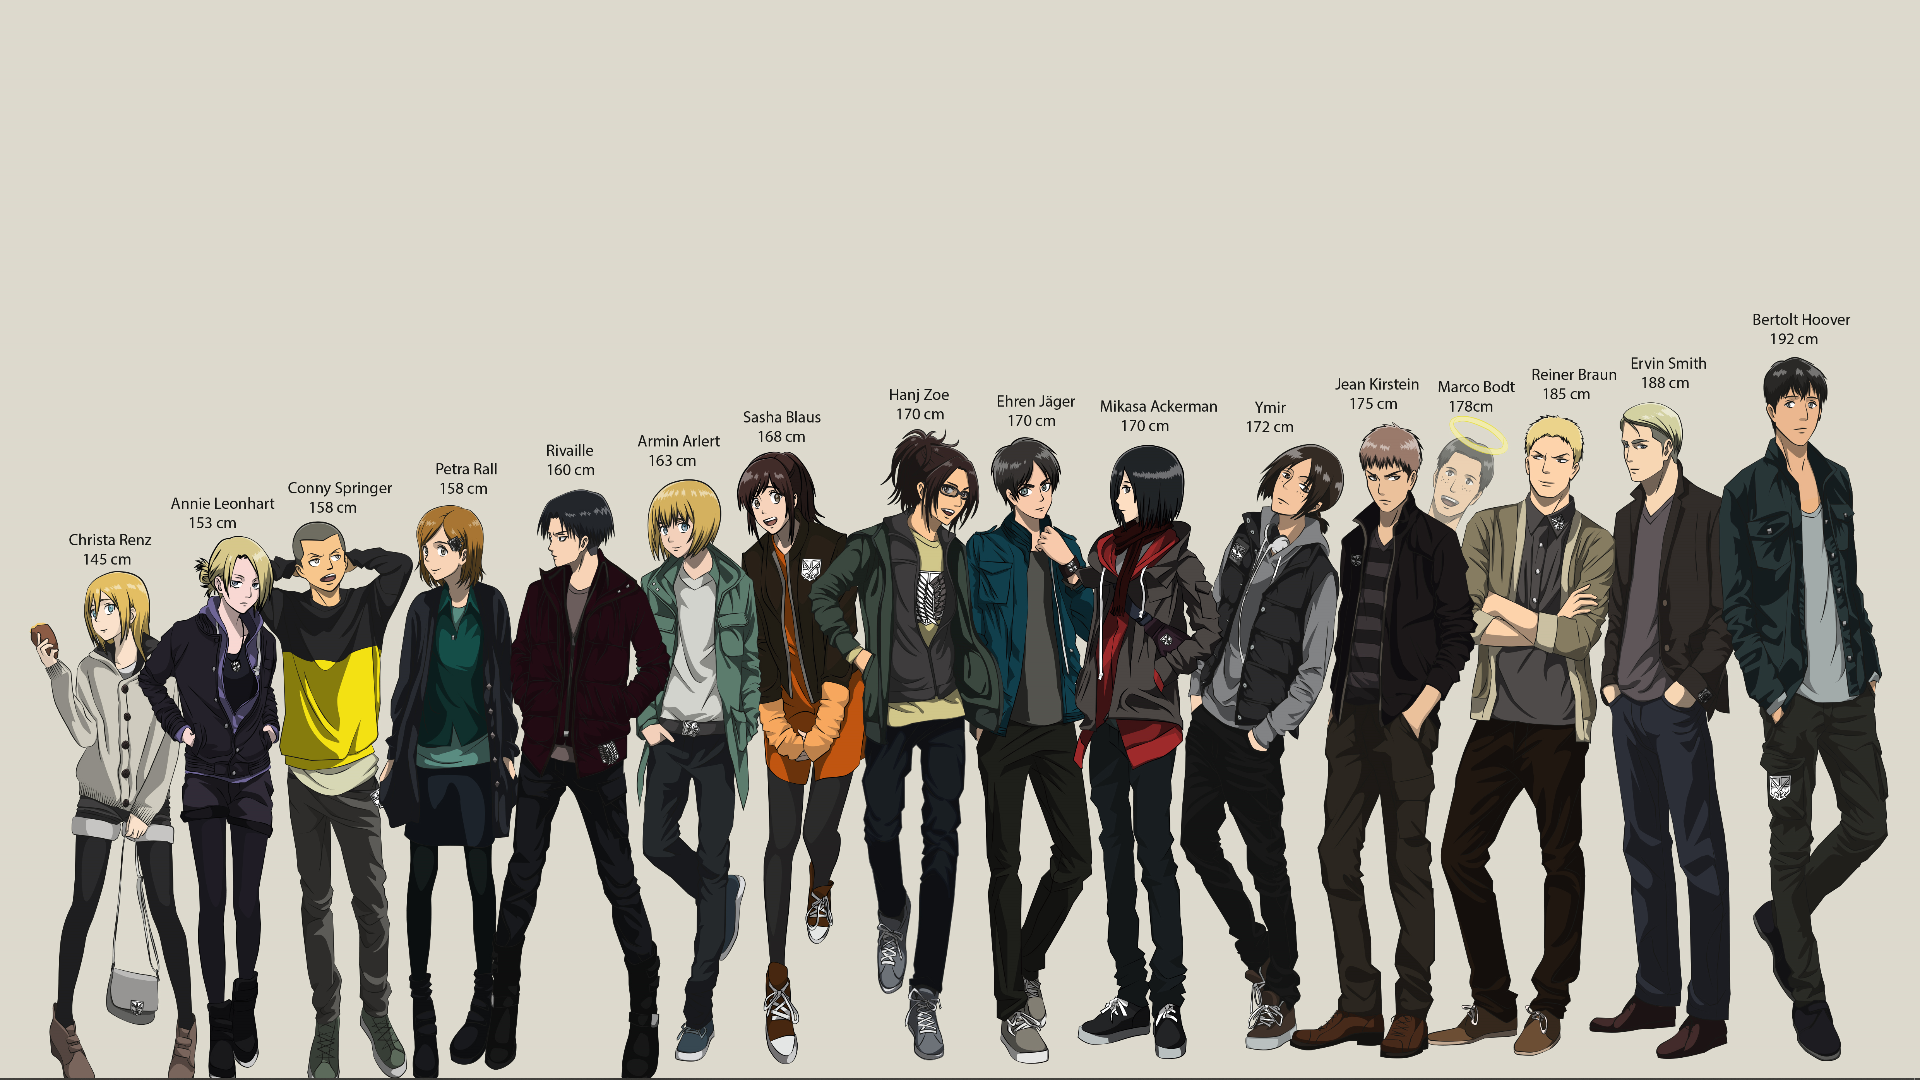 Christa Renz
145 cm
Annie Leonhart
153 cm
Conny Springer
158 cm
Petra Rall
158 cm
Rivaille
160 cm
Armin Arlert
163 cm
Sasha Blaus
168 cm
Hanj Zoe
170 cm
Ehren Jäger
170 cm
Mikasa Ackerman
170 cm
Ymir
172 cm
Jean Kirstein
175 cm
Marco Bodt
178cm
Reiner Braun
185 cm
Ervin Smith
188 cm
Bertolt Hoover
192 cm